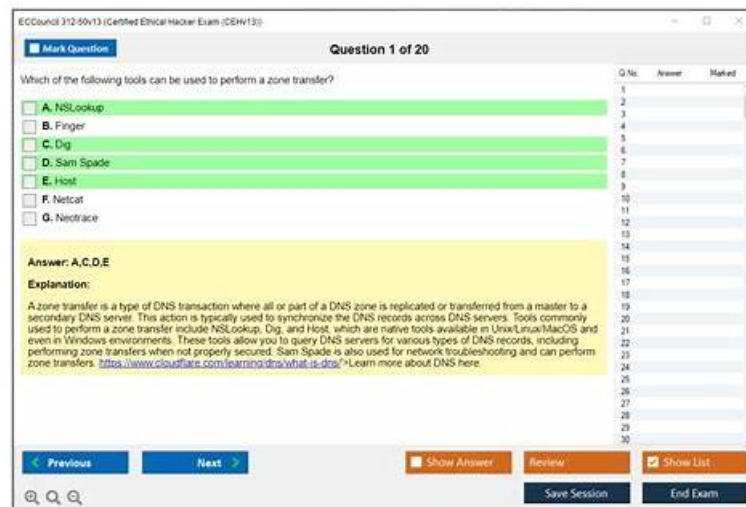 ECCouncil 312-50v13 (Certified Ethical Hacker Exam (CEHv13))
Mark Question
Question 1 of 20
Which of the following tools can be used to perform a zone transfer?
A. NSLookup
B. Finger
C. Dig
D. Sam Spade
E. Host
F. Netcat
G. Neotrace
Answer: A,C,D,E
Explanation:
A zone transfer is a type of DNS transaction where all or part of a DNS zone is replicated or transferred from a master to a
secondary DNS server. This action is typically used to synchronize the DNS records across DNS servers. Tools commonly
used to perform a zone transfer include NSLookup, Dig, and Host, which are native tools available in Unix/Linux/MacOS and
even in Windows environments. These tools allow you to query DNS servers for various types of DNS records, including
performing zone transfers when not properly secured. Sam Spade is also used for network troubleshooting and can perform
zone transfers. https://www.cloudflare.com/learning/dns/what-is-dns/'>Learn more about DNS here.
Q.No. Answer Marked
1
2
3
4
5
6
7
8
9
10
11
12
13
14
15
16
17
18
19
20
21
22
23
24
25
26
27
28
29
30
Previous
Next
Show Answer
Review
Show List
Save Session
End Exam